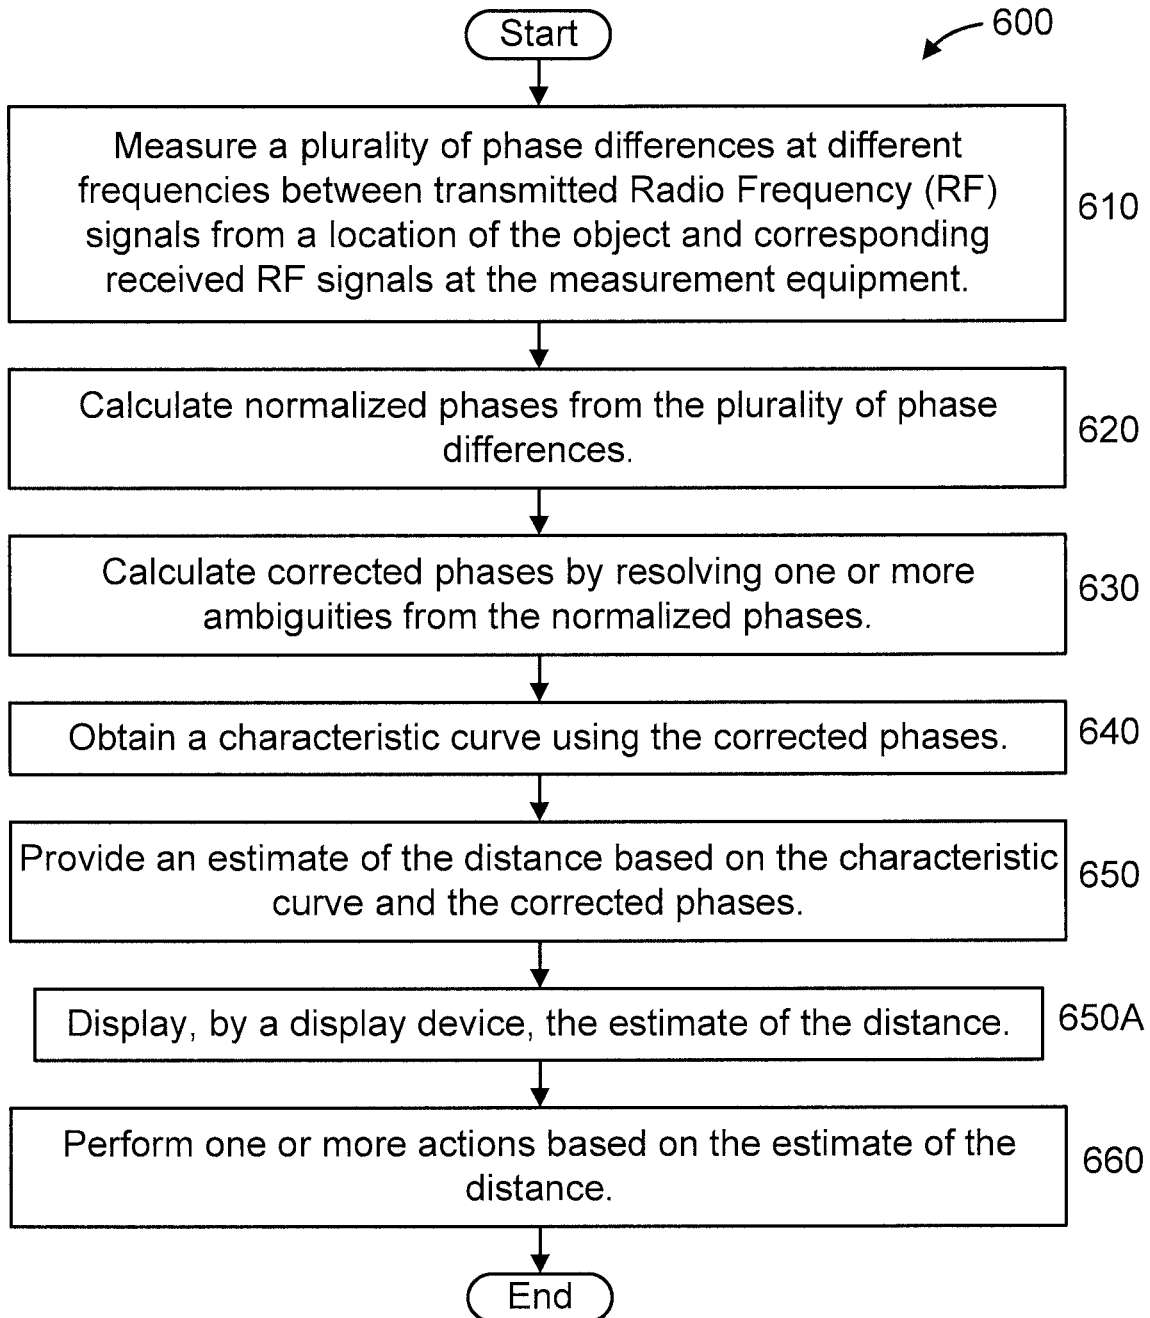 Start
600
Measure a plurality of phase differences at different
frequencies between transmitted Radio Frequency (RF)
signals from a location of the object and corresponding
received RF signals at the measurement equipment.
610
Calculate normalized phases from the plurality of phase
differences.
620
Calculate corrected phases by resolving one or more
ambiguities from the normalized phases.
630
Obtain a characteristic curve using the corrected phases.
640
Provide an estimate of the distance based on the characteristic
curve and the corrected phases.
650
Display, by a display device, the estimate of the distance.
650A
Perform one or more actions based on the estimate of the
distance.
660
End